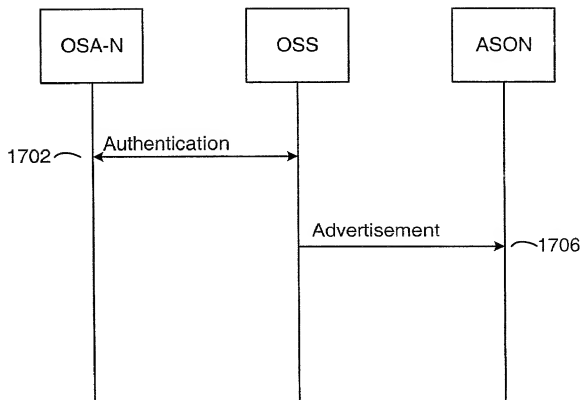 OSA-N
OSS
ASON
Authentication
1702
Advertisement
1706